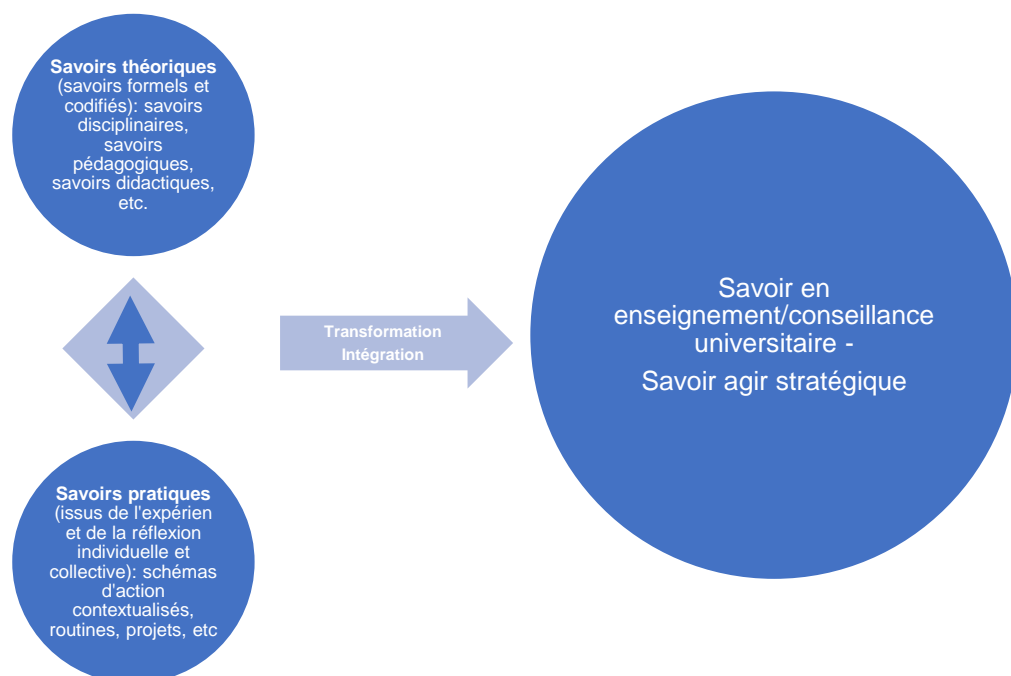 Savoirs théoriques
(savoirs formels et
codifiés): savoirs
disciplinaires,
savoirs
pédagogiques,
savoirs didactiques,
etc.
Transformation
Intégration
Savoir en
enseignement/conseillance
universitaire -
Savoir agir stratégique
Savoirs pratiques
(issus de l'expérien
et de la réflexion
individuelle et
collective): schémas
d'action
contextualisés,
routines, projets, etc